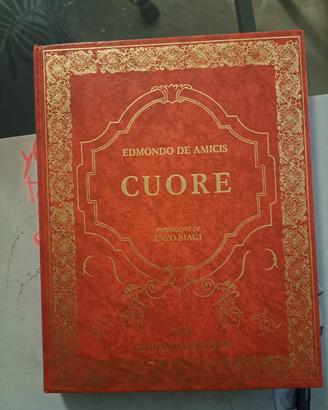 EDMONDO DE AMICIS
CUORE
PREFAZIONE DI
ENZO BIAGI